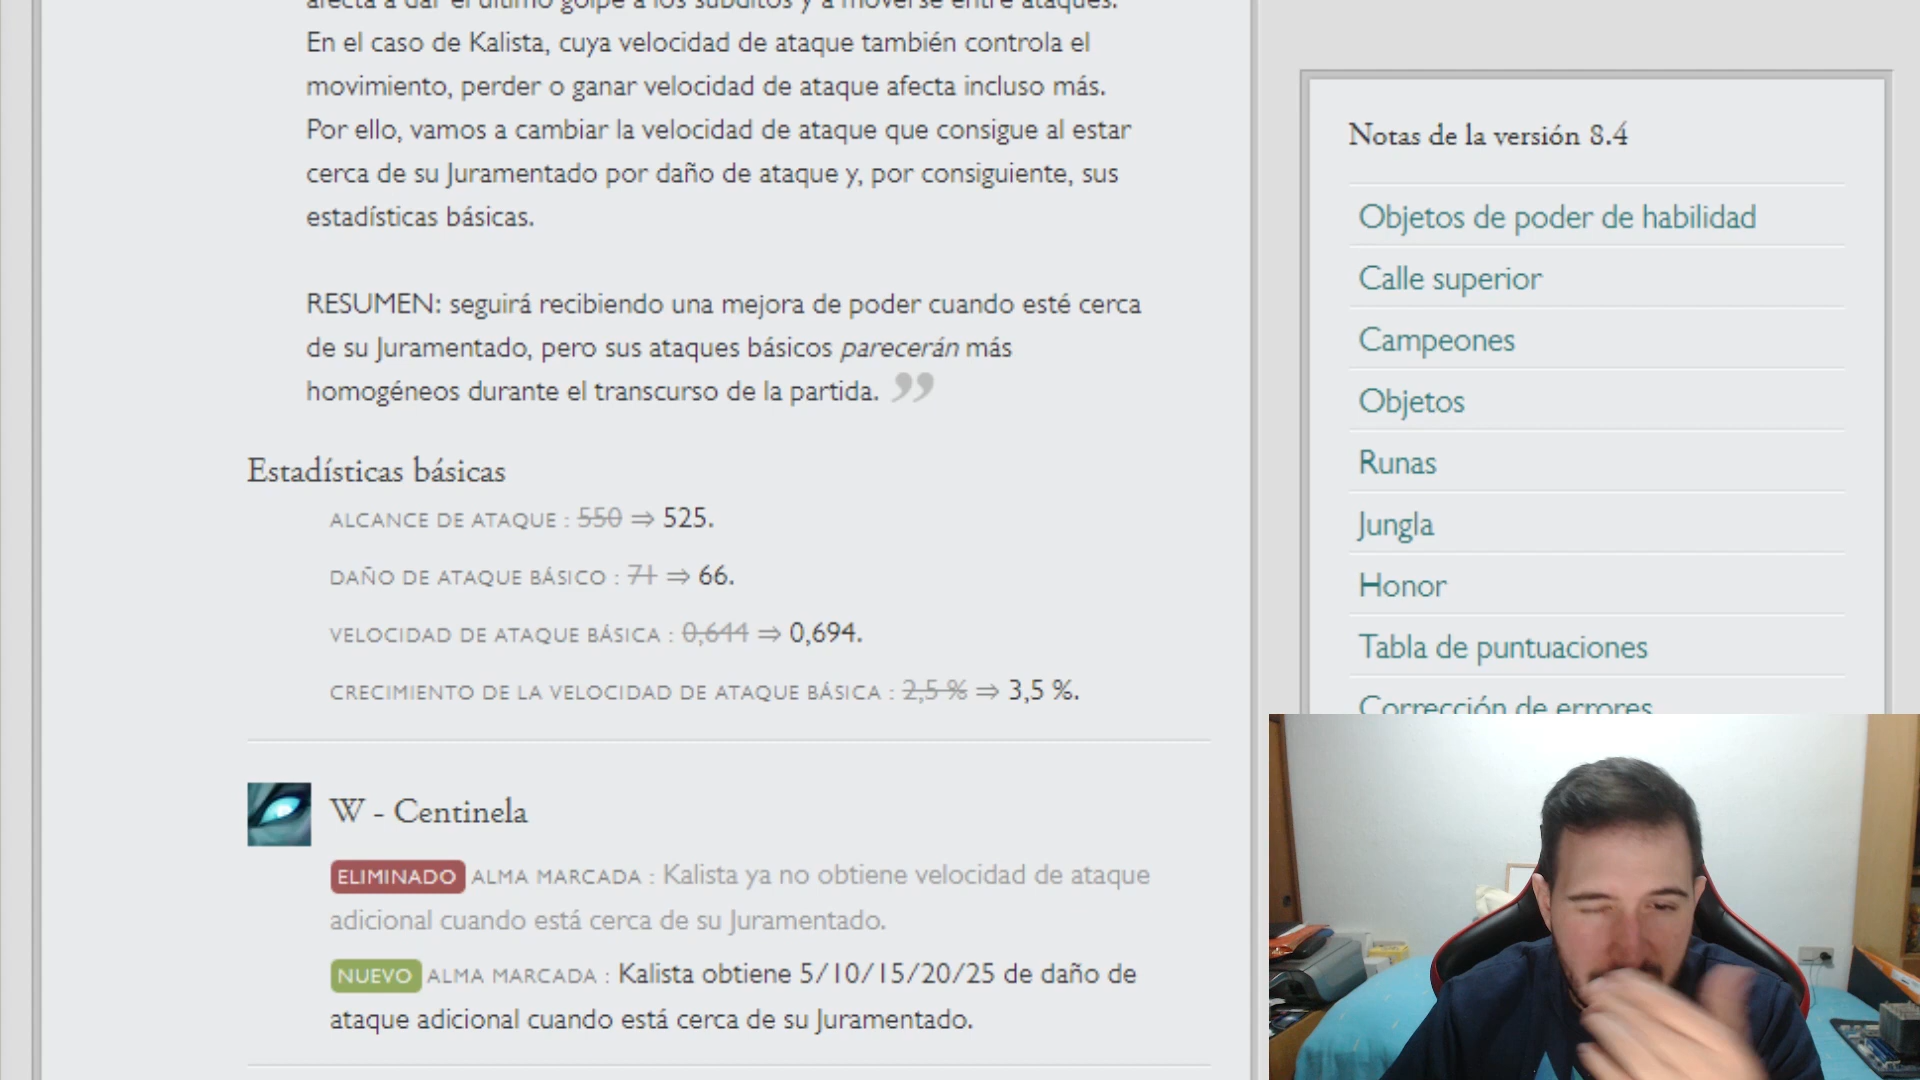 afecta a dar el último golpe a los súbditos y a moverse entre ataques.
En el caso de Kalista, cuya velocidad de ataque también controla el
movimiento, perder o ganar velocidad de ataque afecta incluso más.
Por ello, vamos a cambiar la velocidad de ataque que consigue al estar
cerca de su Juramentado por daño de ataque y, por consiguiente, sus
estadísticas básicas.
RESUMEN: seguirá recibiendo una mejora de poder cuando esté cerca
de su Juramentado, pero sus ataques básicos parecerán más
homogéneos durante el transcurso de la partida. ”
Estadísticas básicas
ALCANCE DE ATAQUE : 550 ⇒ 525.
DAÑO DE ATAQUE BÁSICO : 71 ⇒ 66.
VELOCIDAD DE ATAQUE BÁSICA : 0,644 ⇒ 0,694.
CRECIMIENTO DE LA VELOCIDAD DE ATAQUE BÁSICA : 2,5 % ⇒ 3,5 %.
W - Centinela
ELIMINADO ALMA MARCADA : Kalista ya no obtiene velocidad de ataque
adicional cuando está cerca de su Juramentado.
NUEVO ALMA MARCADA : Kalista obtiene 5/10/15/20/25 de daño de
ataque adicional cuando está cerca de su Juramentado.
Notas de la versión 8.4
Objetos de poder de habilidad
Calle superior
Campeones
Objetos
Runas
Jungla
Honor
Tabla de puntuaciones
Corrección de errores